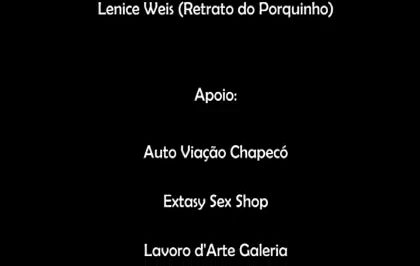 Lenice Weis (Retrato do Porquinho)
Apoio:
Auto Viação Chapecó
Extasy Sex Shop
Lavoro d'Arte Galeria